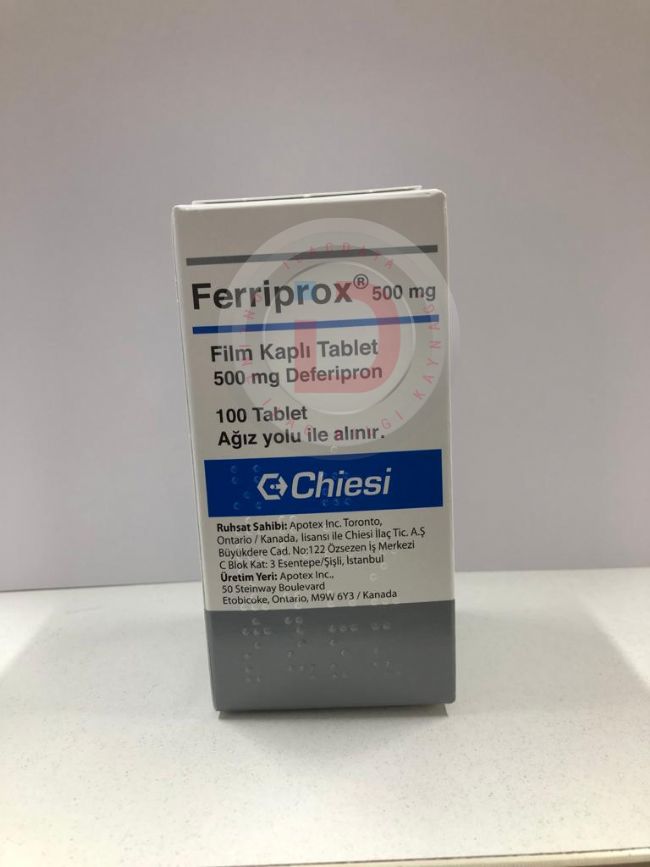 Ferriprox® 500 mg
Film Kaplı Tablet
500 mg Deferipron
100 Tablet
Ağız yolu ile alınır.
Chiesi
Ruhsat Sahibi: Apotex Inc. Toronto,
Ontario / Kanada, lisansı ile Chiesi İlaç Tic. A.Ş
Büyükdere Cad. No:122 Özsezen İş Merkezi
C Blok Kat: 3 Esentepe/Şişli, İstanbul
Üretim Yeri: Apotex Inc.,
50 Steinway Boulevard
Etobicoke, Ontario, M9W 6Y3 / Kanada